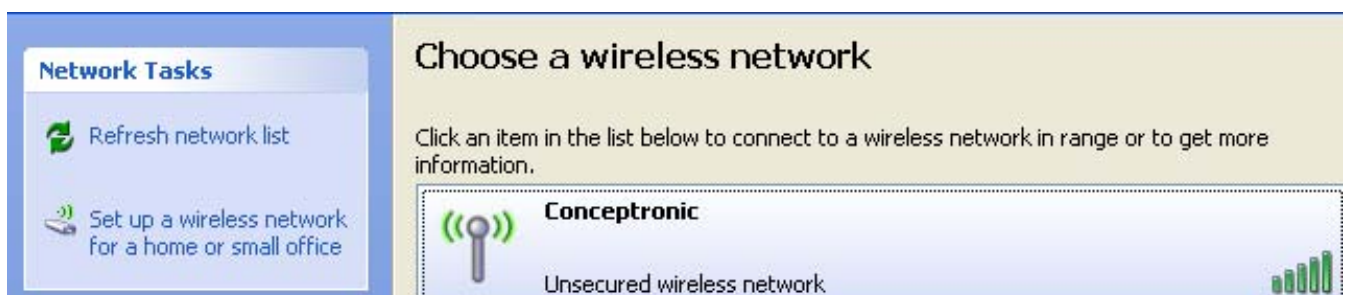 Network Tasks
Refresh network list
Set up a wireless network
for a home or small office
Choose a wireless network
Click an item in the list below to connect to a wireless network in range or to get more
information.
Conceptronic
Unsecured wireless network